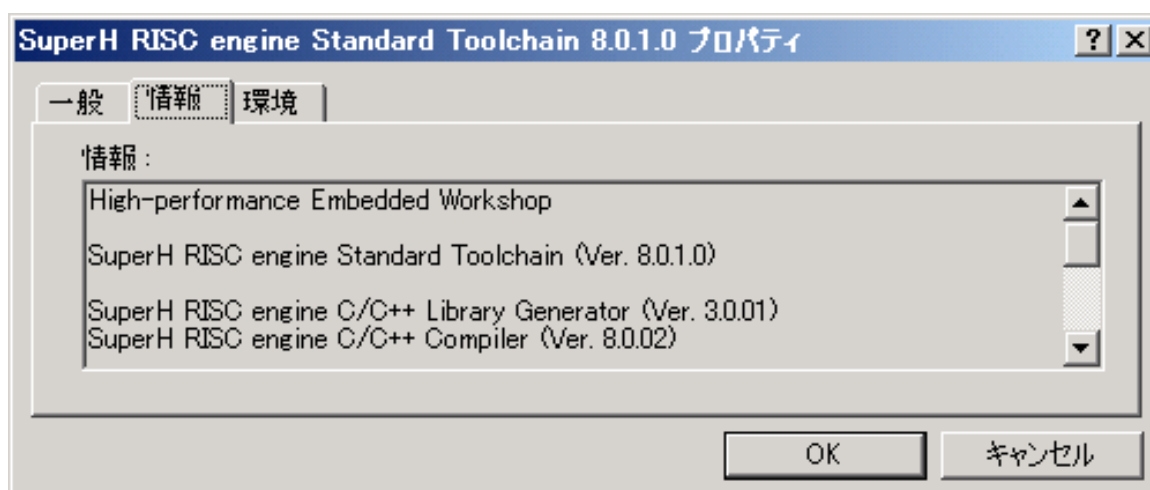 SuperH RISC engine Standard Toolchain 8.0.1.0 プロパティ
一般 情報 環境
情報 :
High-performance Embedded Workshop
SuperH RISC engine Standard Toolchain (Ver. 8.0.1.0)
SuperH RISC engine C/C++ Library Generator (Ver. 3.0.01)
SuperH RISC engine C/C++ Compiler (Ver. 8.0.02)
OK キャンセル